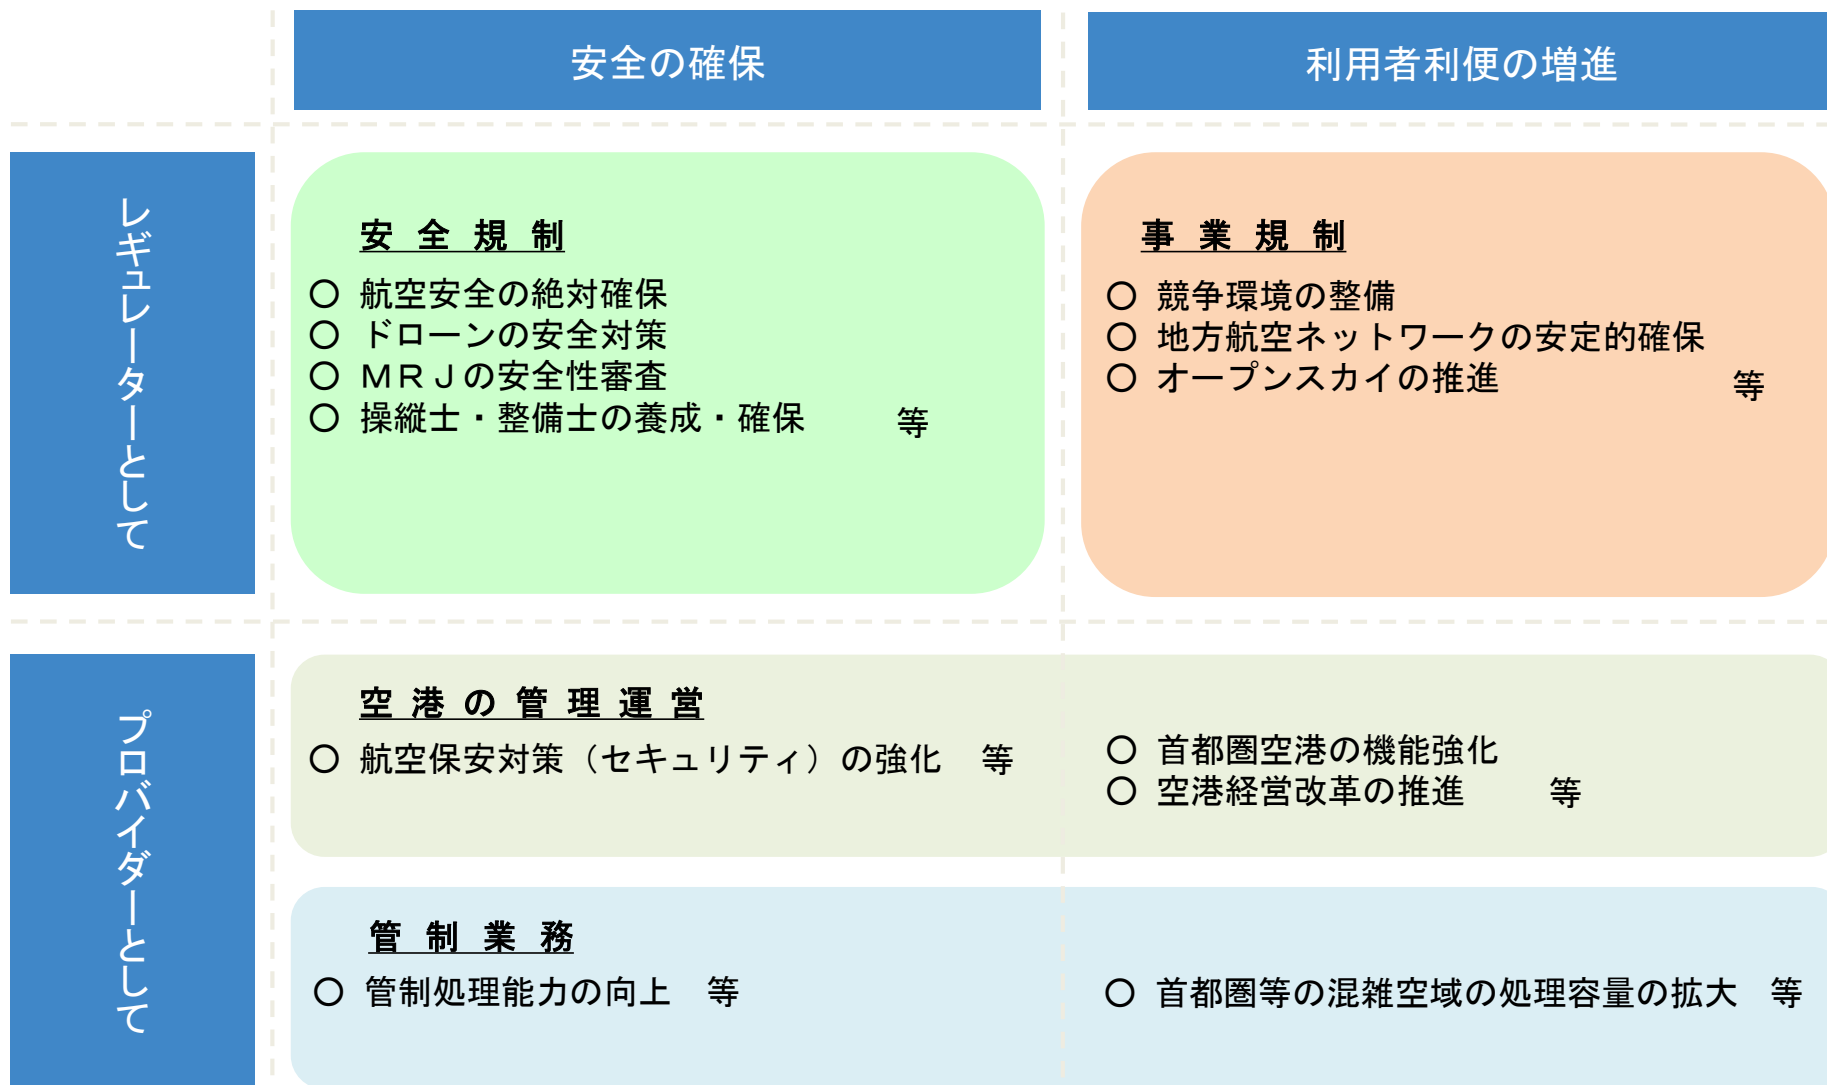 安全の確保
利用者利便の増進
レギュレーターとして
安全規制
○ 航空安全の絶対確保
○ ドローンの安全対策
○ ＭＲＪの安全性審査
○ 操縦士・整備士の養成・確保 等
事業規制
○ 競争環境の整備
○ 地方航空ネットワークの安定的確保
○ オープンスカイの推進 等
プロバイダーとして
空港の管理運営
○ 航空保安対策（セキュリティ）の強化 等
○ 首都圏空港の機能強化
○ 空港経営改革の推進 等
管制業務
○ 管制処理能力の向上 等
○ 首都圏等の混雑空域の処理容量の拡大 等